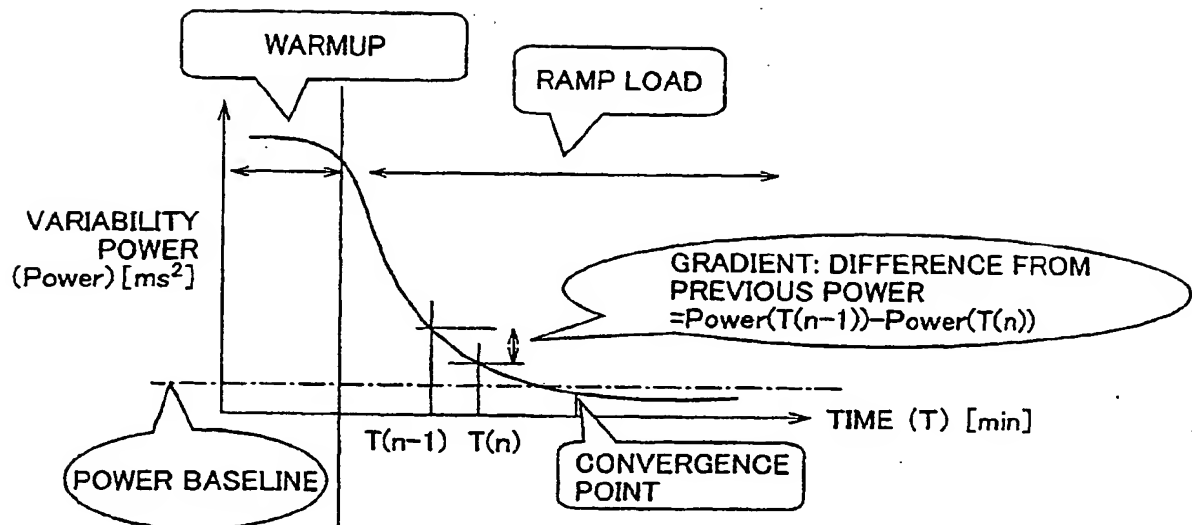 WARMUP
RAMP LOAD
VARIABILITY
POWER
(Power) [ms²]
GRADIENT: DIFFERENCE FROM
PREVIOUS POWER
=Power(T(n-1))-Power(T(n))
TIME (T) [min]
T(n-1) T(n)
POWER BASELINE
CONVERGENCE
POINT